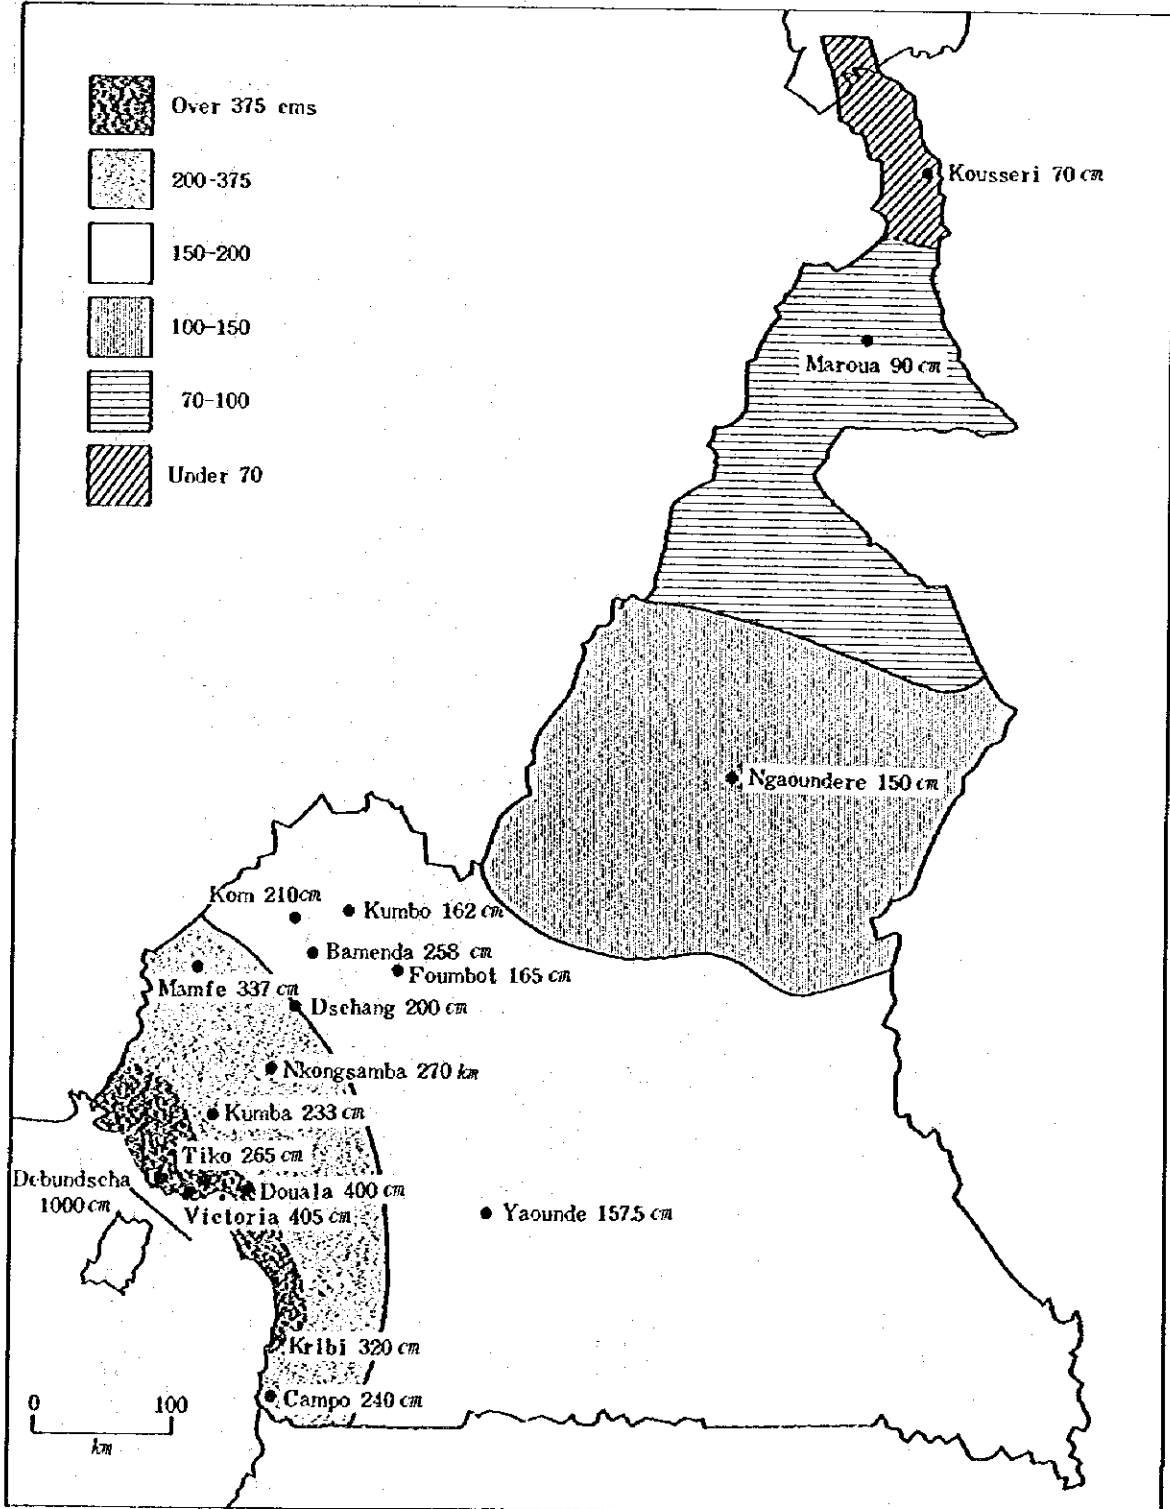 Over 375 cms
200-375
150-200
100-150
70-100
Under 70
Kousseri 70 cm
Maroua 90 cm
Ngaoundere 150 cm
Kom 210 cm
Kumbo 162 cm
Bamenda 258 cm
Foumbot 165 cm
Mamfe 337 cm
Dschang 200 cm
Nkongsamba 270 km
Kumba 233 cm
Tiko 265 cm
Debundscha
1000 cm
Douala 400 cm
Victoria 405 cm
Yaounde 157.5 cm
Kribi 320 cm
Campo 240 cm
0 100
km